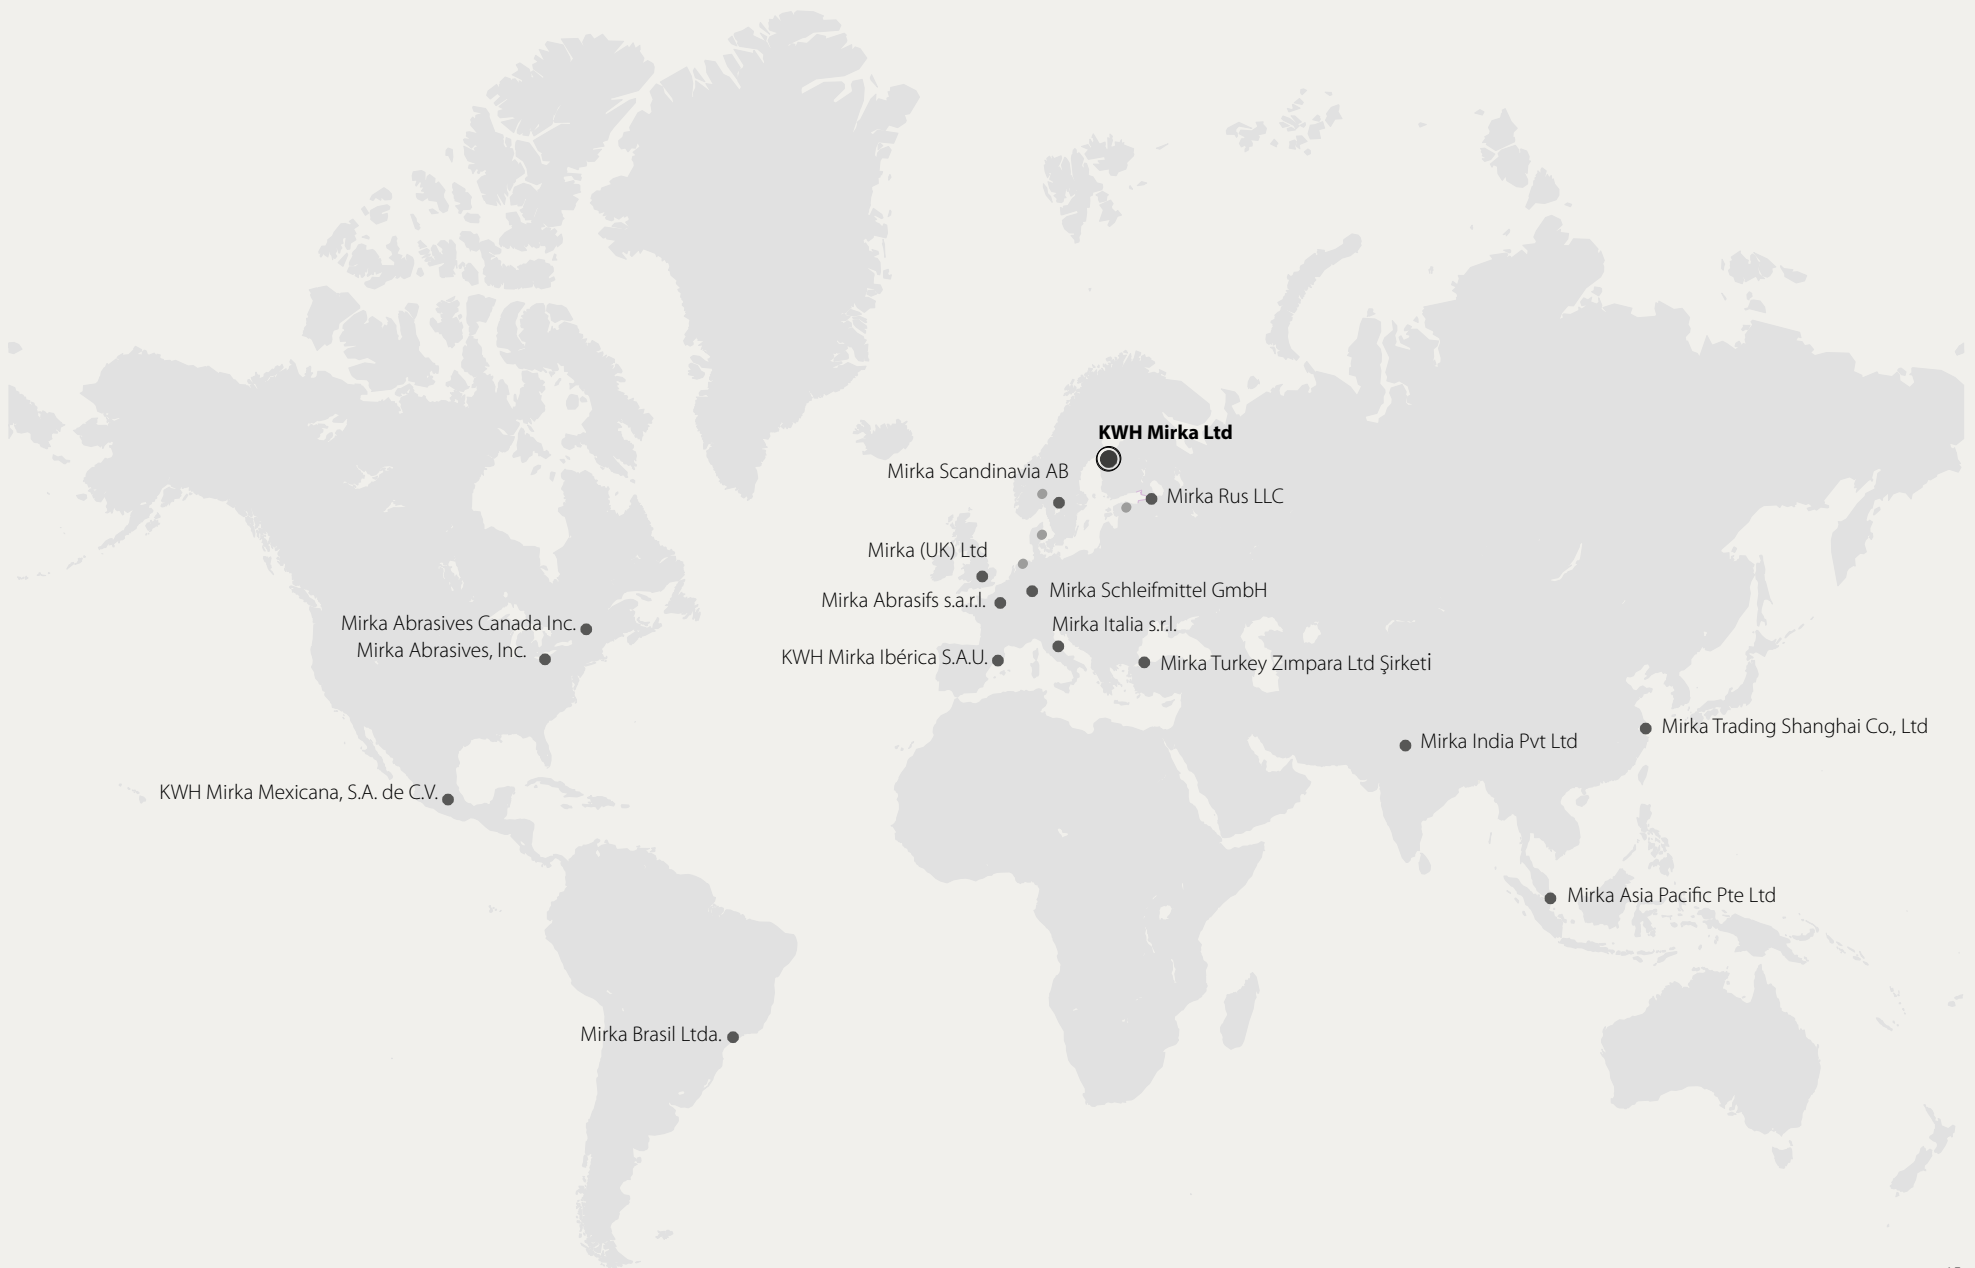 KWH Mirka Ltd
Mirka Scandinavia AB
Mirka Rus LLC
Mirka (UK) Ltd
Mirka Schleifmittel GmbH
Mirka Abrasifs s.a.r.l.
Mirka Abrasives Canada Inc.
Mirka Italia s.r.l.
Mirka Abrasives, Inc.
KWH Mirka Ibérica S.A.U.
Mirka Turkey Zımpara Ltd Şirketi
Mirka Trading Shanghai Co., Ltd
Mirka India Pvt Ltd
KWH Mirka Mexicana, S.A. de C.V.
Mirka Asia Pacific Pte Ltd
Mirka Brasil Ltda.